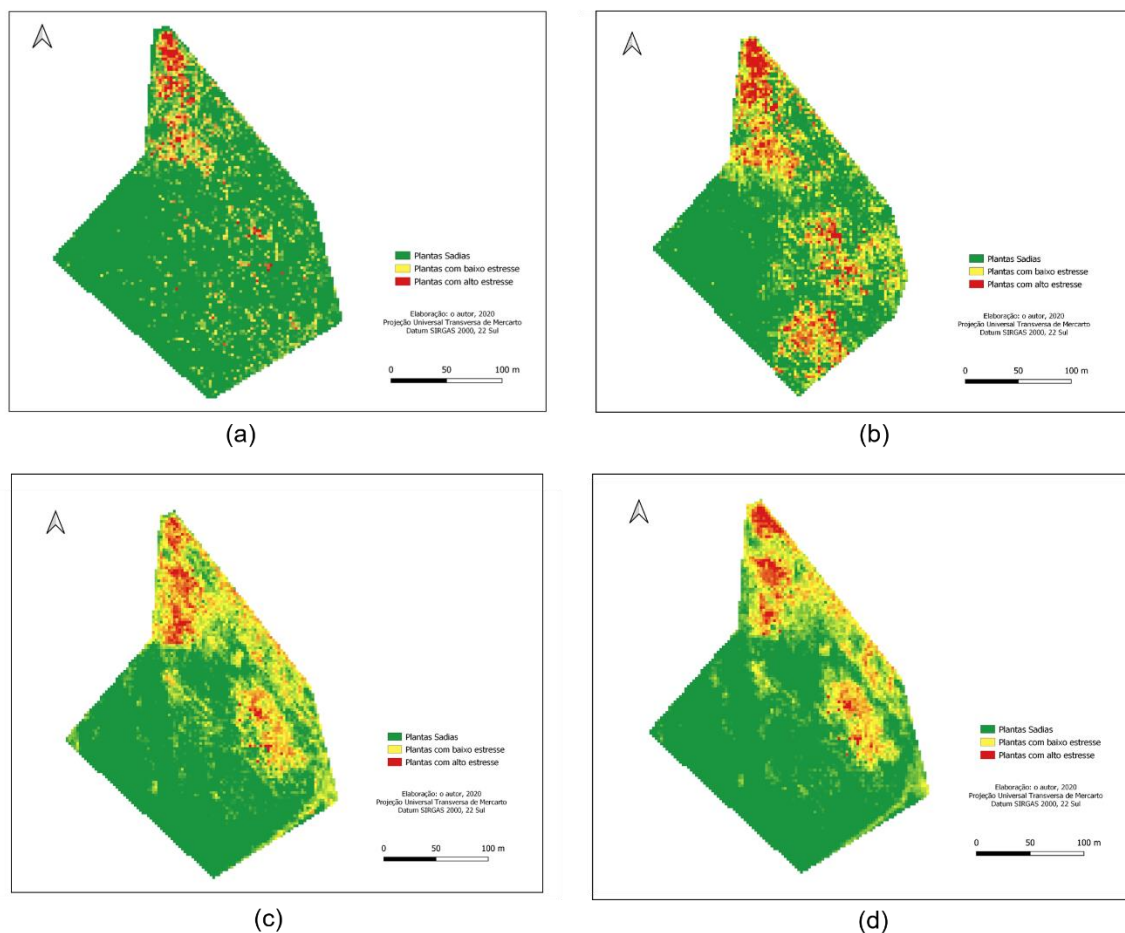 Plantas Sadias
Plantas com baixo estresse
Plantas com alto estresse
Elaboração: o autor, 2020
Projeção Universal Transversa de Mercarto
Datum SIRGAS 2000, 22 Sul
0 50 100 m
(a)
Plantas Sadias
Plantas com baixo estresse
Plantas com alto estresse
Elaboração: o autor, 2020
Projeção Universal Transversa de Mercarto
Datum SIRGAS 2000, 22 Sul
0 50 100 m
(b)
Plantas Sadias
Plantas com baixo estresse
Plantas com alto estresse
Elaboração: o autor, 2020
Projeção Universal Transversa de Mercarto
Datum SIRGAS 2000, 22 Sul
0 50 100 m
(c)
Plantas Sadias
Plantas com baixo estresse
Plantas com alto estresse
Elaboração: o autor, 2020
Projeção Universal Transversa de Mercarto
Datum SIRGAS 2000, 22 Sul
0 50 100 m
(d)